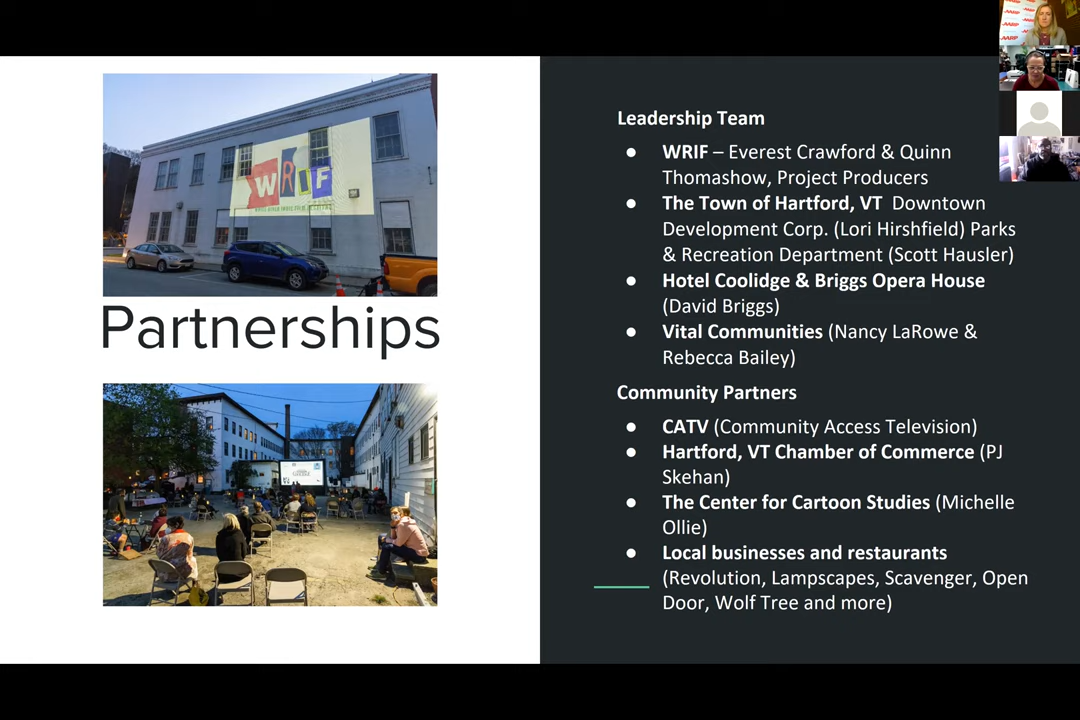 WRIF
Partnerships
Leadership Team
● WRIF – Everest Crawford & Quinn
Thomashow, Project Producers
● The Town of Hartford, VT Downtown
Development Corp. (Lori Hirshfield) Parks
& Recreation Department (Scott Hausler)
● Hotel Coolidge & Briggs Opera House
(David Briggs)
● Vital Communities (Nancy LaRowe &
Rebecca Bailey)
Community Partners
● CATV (Community Access Television)
● Hartford, VT Chamber of Commerce (PJ
Skehan)
● The Center for Cartoon Studies (Michelle
Ollie)
● Local businesses and restaurants
(Revolution, Lampscapes, Scavenger, Open
Door, Wolf Tree and more)
AARP